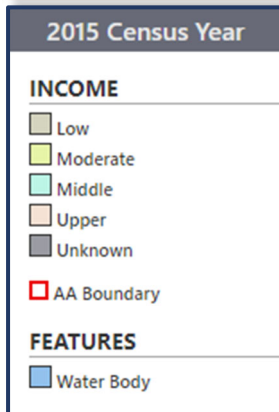 2015 Census Year
INCOME
Low
Moderate
Middle
Upper
Unknown
AA Boundary
FEATURES
Water Body